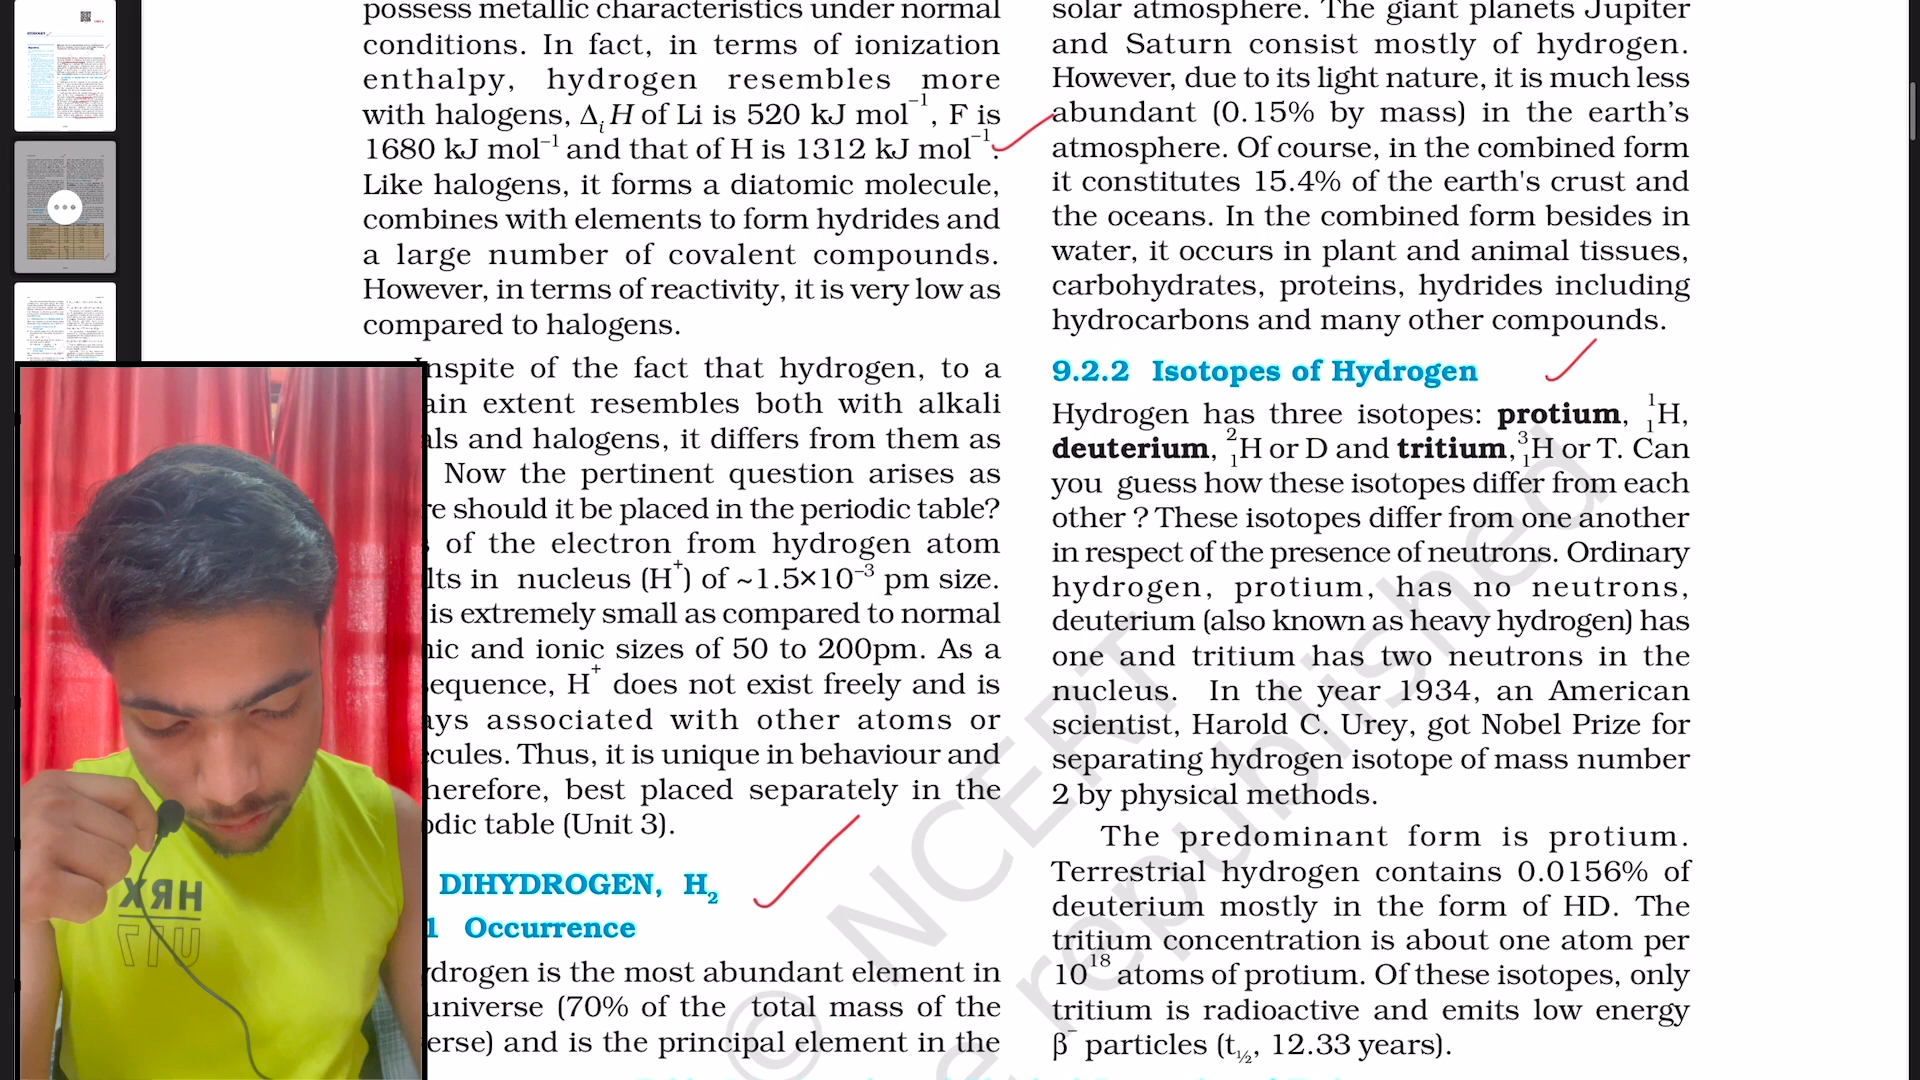 possess metallic characteristics under normal
conditions. In fact, in terms of ionization
enthalpy, hydrogen resembles more
with halogens, Δᵢ H of Li is 520 kJ mol⁻¹, F is
1680 kJ mol⁻¹ and that of H is 1312 kJ mol⁻¹.
Like halogens, it forms a diatomic molecule,
combines with elements to form hydrides and
a large number of covalent compounds.
However, in terms of reactivity, it is very low as
compared to halogens.
nspite of the fact that hydrogen, to a
ain extent resembles both with alkali
als and halogens, it differs from them as
Now the pertinent question arises as
re should it be placed in the periodic table?
of the electron from hydrogen atom
lts in nucleus (H⁺) of ~1.5×10⁻³ pm size.
is extremely small as compared to normal
ic and ionic sizes of 50 to 200pm. As a
equence, H⁺ does not exist freely and is
ays associated with other atoms or
cules. Thus, it is unique in behaviour and
herefore, best placed separately in the
odic table (Unit 3).
DIHYDROGEN, H₂
1 Occurrence
drogen is the most abundant element in
universe (70% of the total mass of the
erse) and is the principal element in the
solar atmosphere. The giant planets Jupiter
and Saturn consist mostly of hydrogen.
However, due to its light nature, it is much less
abundant (0.15% by mass) in the earth's
atmosphere. Of course, in the combined form
it constitutes 15.4% of the earth's crust and
the oceans. In the combined form besides in
water, it occurs in plant and animal tissues,
carbohydrates, proteins, hydrides including
hydrocarbons and many other compounds.
9.2.2 Isotopes of Hydrogen
Hydrogen has three isotopes: protium, ¹₁H,
deuterium, ²₁H or D and tritium, ³₁H or T. Can
you guess how these isotopes differ from each
other ? These isotopes differ from one another
in respect of the presence of neutrons. Ordinary
hydrogen, protium, has no neutrons,
deuterium (also known as heavy hydrogen) has
one and tritium has two neutrons in the
nucleus. In the year 1934, an American
scientist, Harold C. Urey, got Nobel Prize for
separating hydrogen isotope of mass number
2 by physical methods.
The predominant form is protium.
Terrestrial hydrogen contains 0.0156% of
deuterium mostly in the form of HD. The
tritium concentration is about one atom per
10¹⁸ atoms of protium. Of these isotopes, only
tritium is radioactive and emits low energy
β⁻ particles (t½, 12.33 years).
© NCERT
republished
HRX